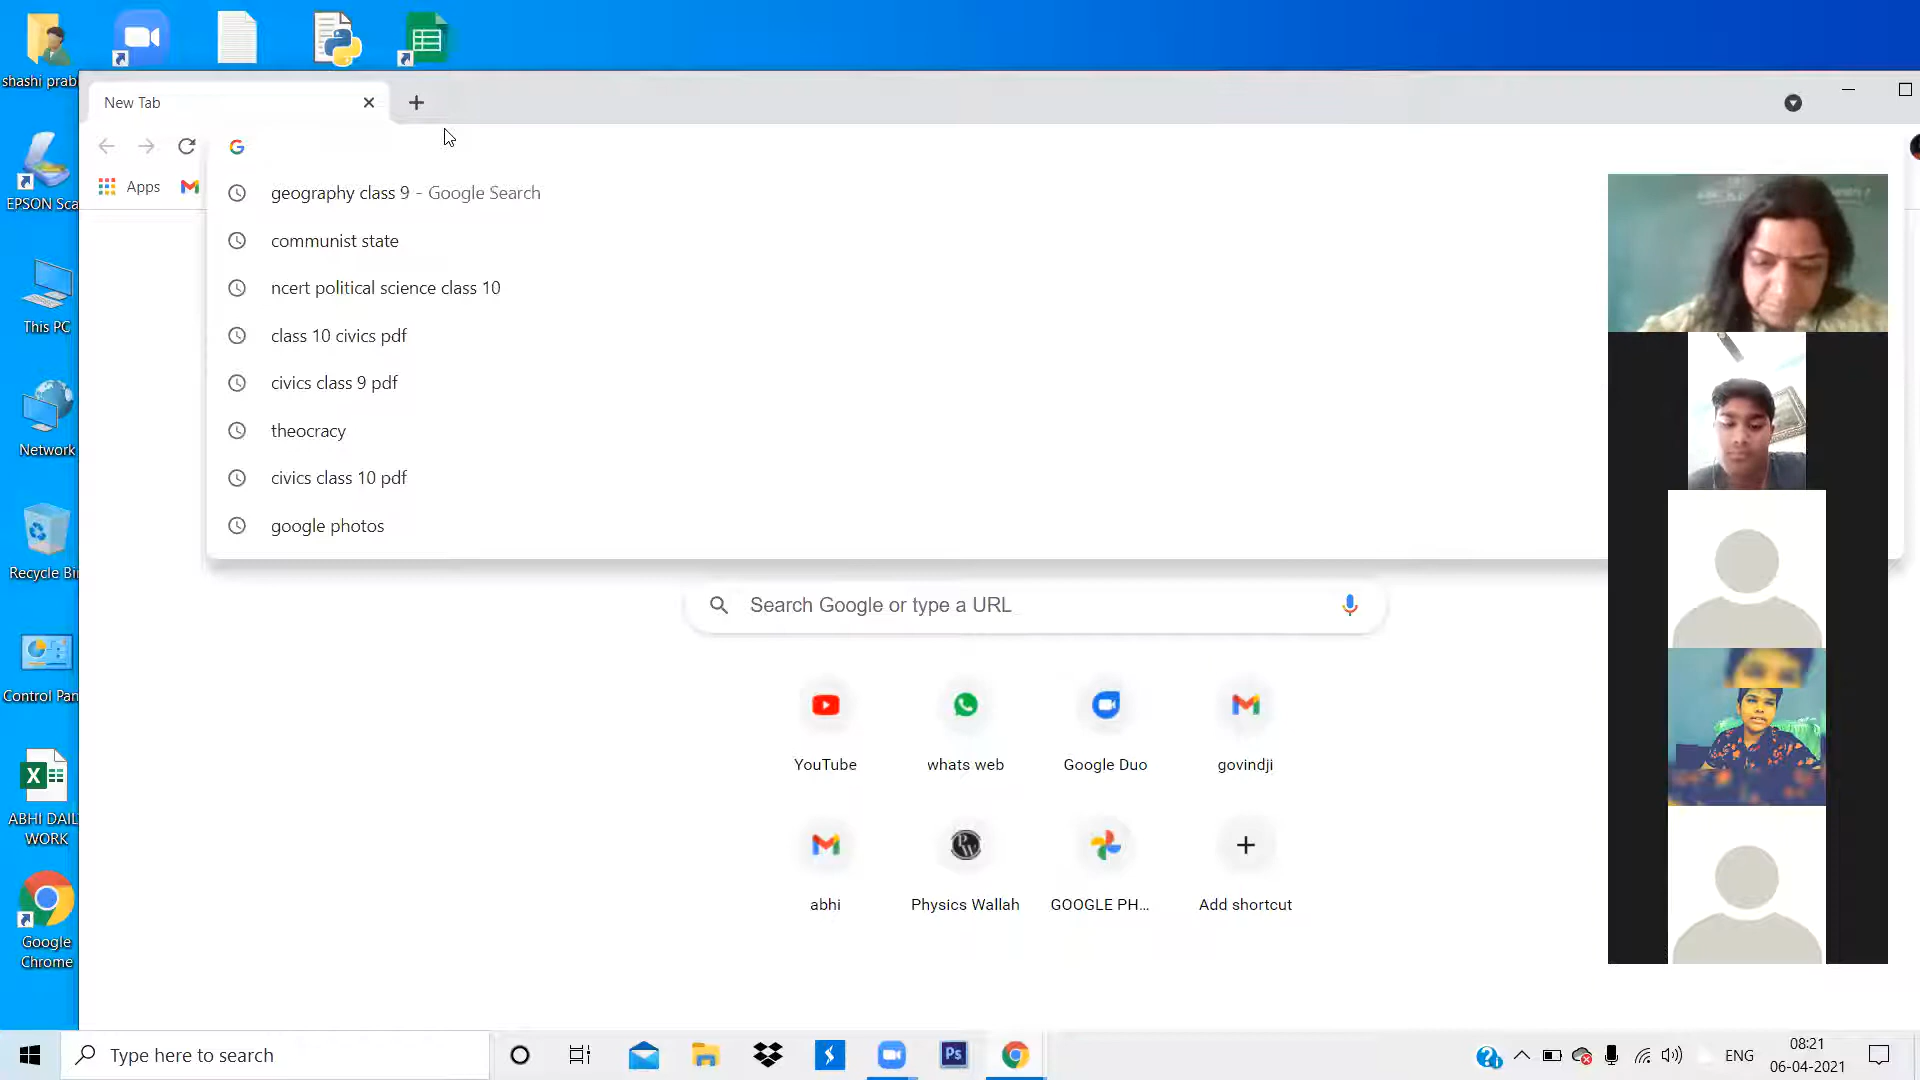 shashi prab
New Tab
Apps
geography class 9 - Google Search
communist state
ncert political science class 10
class 10 civics pdf
civics class 9 pdf
theocracy
civics class 10 pdf
google photos
Search Google or type a URL
YouTube
whats web
Google Duo
govindji
abhi
Physics Wallah
GOOGLE PH...
Add shortcut
EPSON Sca
This PC
Network
Recycle Bi
Control Pan
ABHI DAIL
WORK
Google
Chrome
Type here to search
Ps
ENG
08:21
06-04-2021